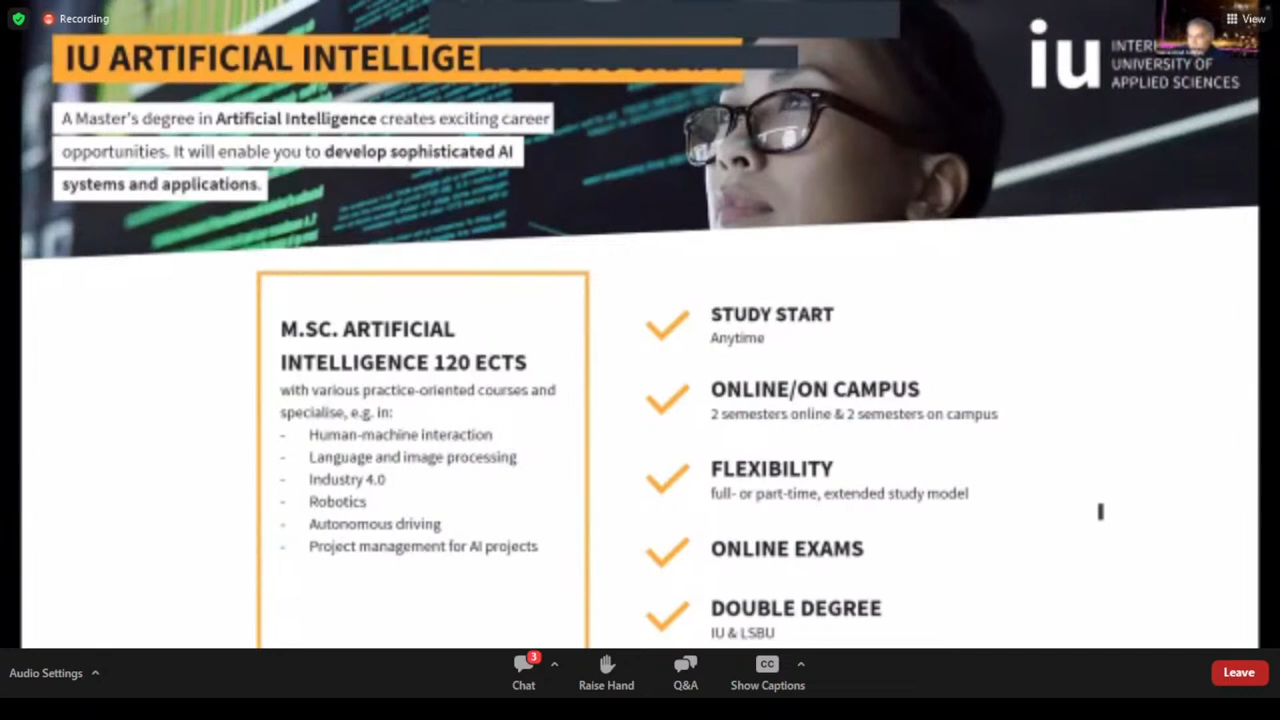 Recording
View
IU ARTIFICIAL
iu
UNIVERSITY OF
APPLIED SCIENCES
A Master's degree in Artificial Intelligence creates exciting career
opportunities. It will enable you to develop sophisticated AI
systems and applications.
M.SC. ARTIFICIAL
INTELLIGENCE 120 ECTS
with various practice-oriented courses and
specialise, e.g. in:
- Human-machine interaction
- Language and image processing
- Industry 4.0
- Robotics
- Autonomous driving
- Project management for AI projects
STUDY START
Anytime
ONLINE/ON CAMPUS
2 semesters online & 2 semesters on campus
FLEXIBILITY
full- or part-time, extended study model
ONLINE EXAMS
DOUBLE DEGREE
IU & LSBU
Audio Settings
3
Chat
Raise Hand
Q&A
CC
Show Captions
Leave